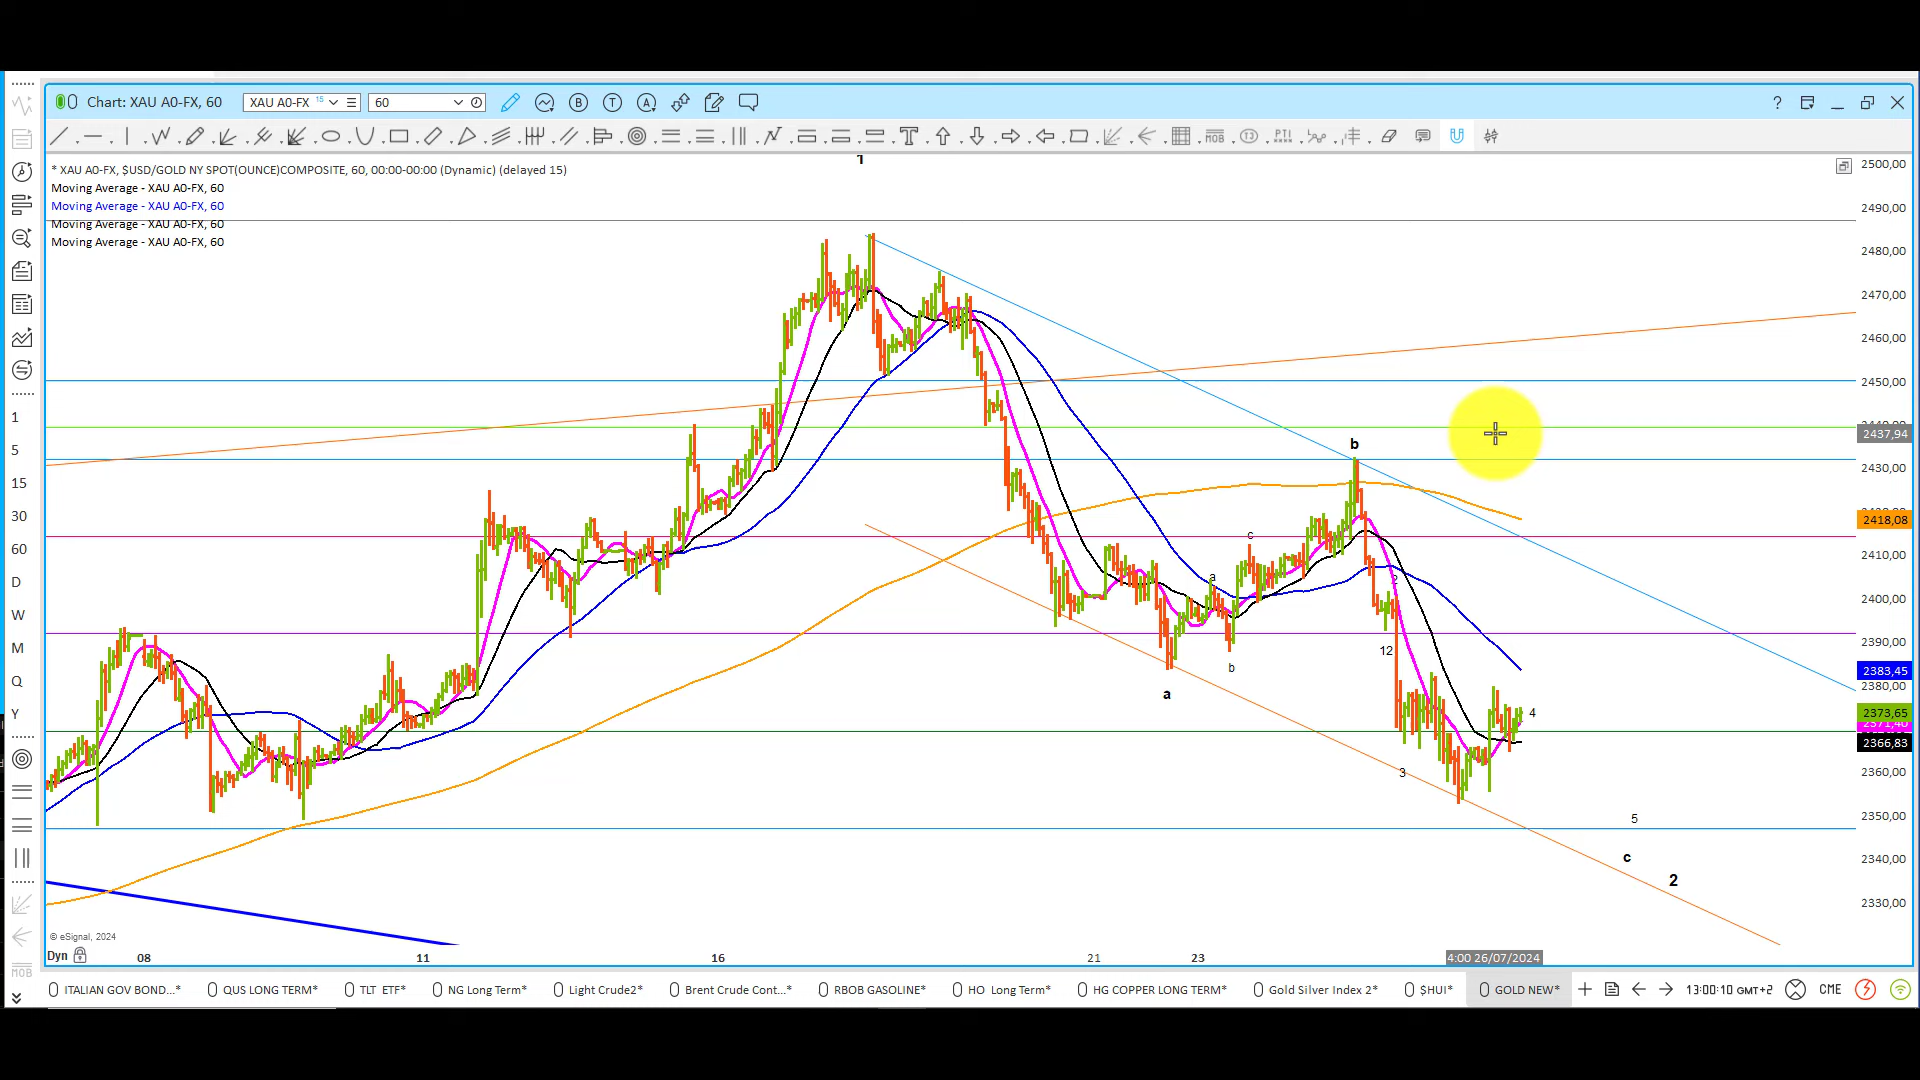 Chart: XAU A0-FX, 60
XAU A0-FX 15
60
* XAU A0-FX, $USD/GOLD NY SPOT(OUNCE)COMPOSITE, 60, 00:00-00:00 (Dynamic) (delayed 15)
Moving Average - XAU A0-FX, 60
Moving Average - XAU A0-FX, 60
Moving Average - XAU A0-FX, 60
Moving Average - XAU A0-FX, 60
1
2500,00
2490,00
2480,00
2470,00
2460,00
2450,00
2437,94
2430,00
2418,08
2410,00
2400,00
2390,00
2383,45
2380,00
2373,65
2366,83
2360,00
2350,00
2340,00
2330,00
b
c
a
2
12
b
a
4
3
5
c
2
1
5
15
30
60
D
W
M
Q
Y
MOB
MOB
© eSignal, 2024
Dyn
08
11
16
21
23
4:00 26/07/2024
ITALIAN GOV BOND...*
QUS LONG TERM*
TLT ETF*
NG Long Term*
Light Crude2*
Brent Crude Cont...*
RBOB GASOLINE*
HO Long Term*
HG COPPER LONG TERM*
Gold Silver Index 2*
$HUI*
GOLD NEW*
13:00:10 GMT+2
CME